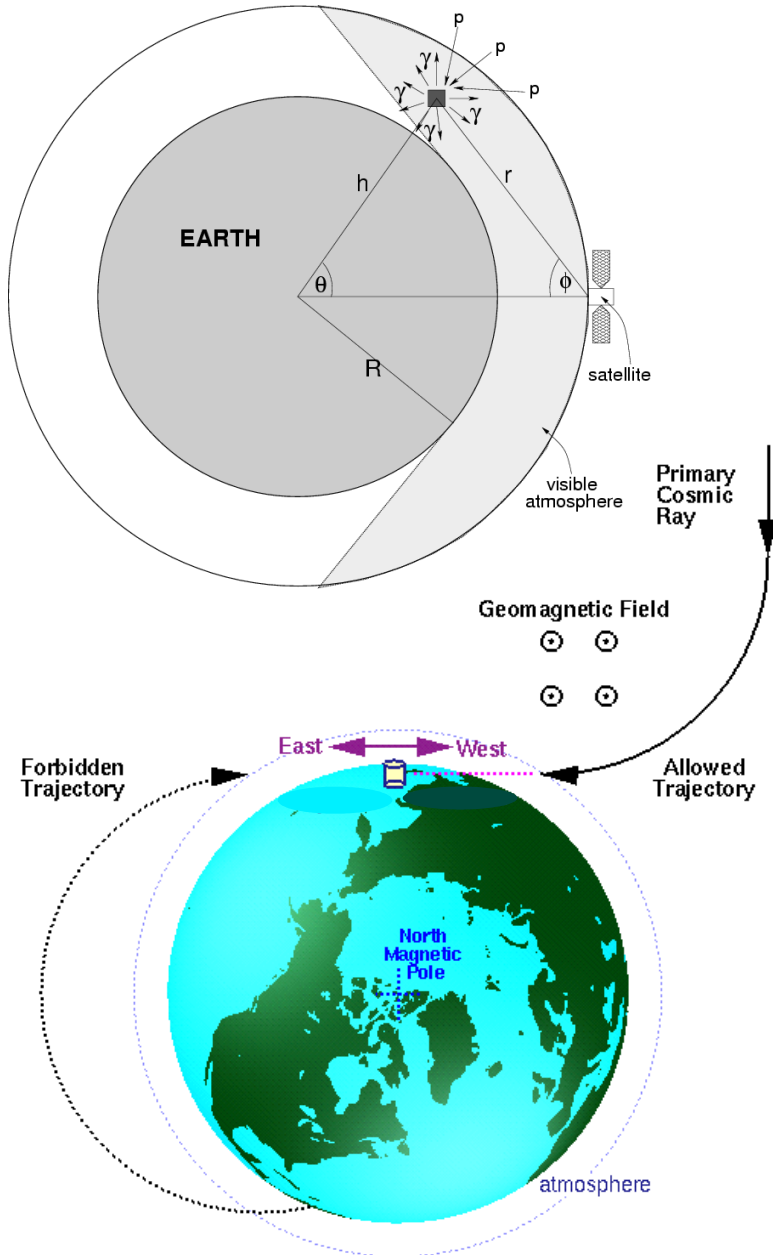 p
p
p
γ
γ
γ
γ
γ
h
r
EARTH
θ
ϕ
R
satellite
visible
atmosphere
Primary
Cosmic
Ray
Geomagnetic Field
East
West
Forbidden
Trajectory
Allowed
Trajectory
North
Magnetic
Pole
atmosphere